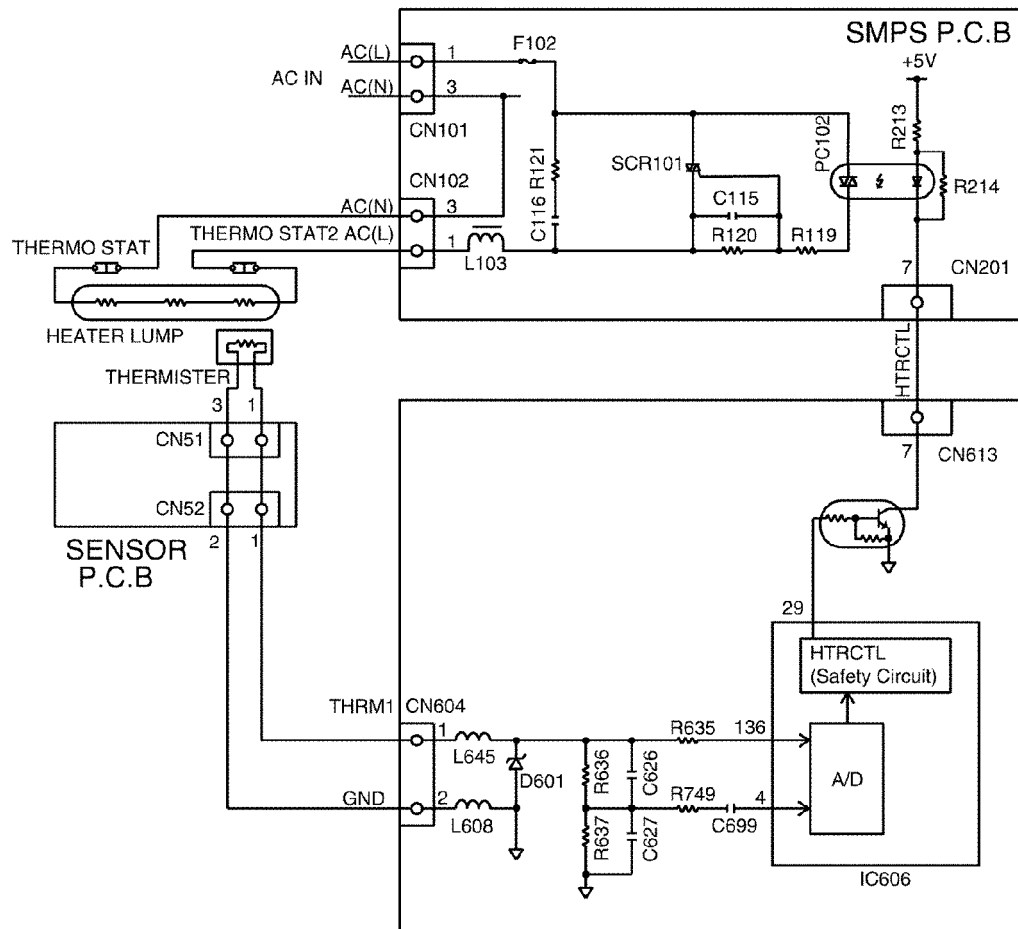 SMPS P.C.B
+5V
AC(L)
1
F102
AC IN
AC(N)
3
CN101
R213
PC102
R121
SCR101
CN102
R214
C116
C115
AC(N)
3
THERMO STAT
THERMO STAT2 AC(L)
1
L103
R120
R119
7
CN201
HEATER LUMP
THERMISTER
HTRCTL
3
1
CN51
7
CN613
CN52
2
1
SENSOR
P.C.B
29
HTRCTL
(Safety Circuit)
THRM1
CN604
1
L645
D601
R636
C626
R635
136
A/D
GND
2
L608
R637
C627
R749
C699
4
IC606